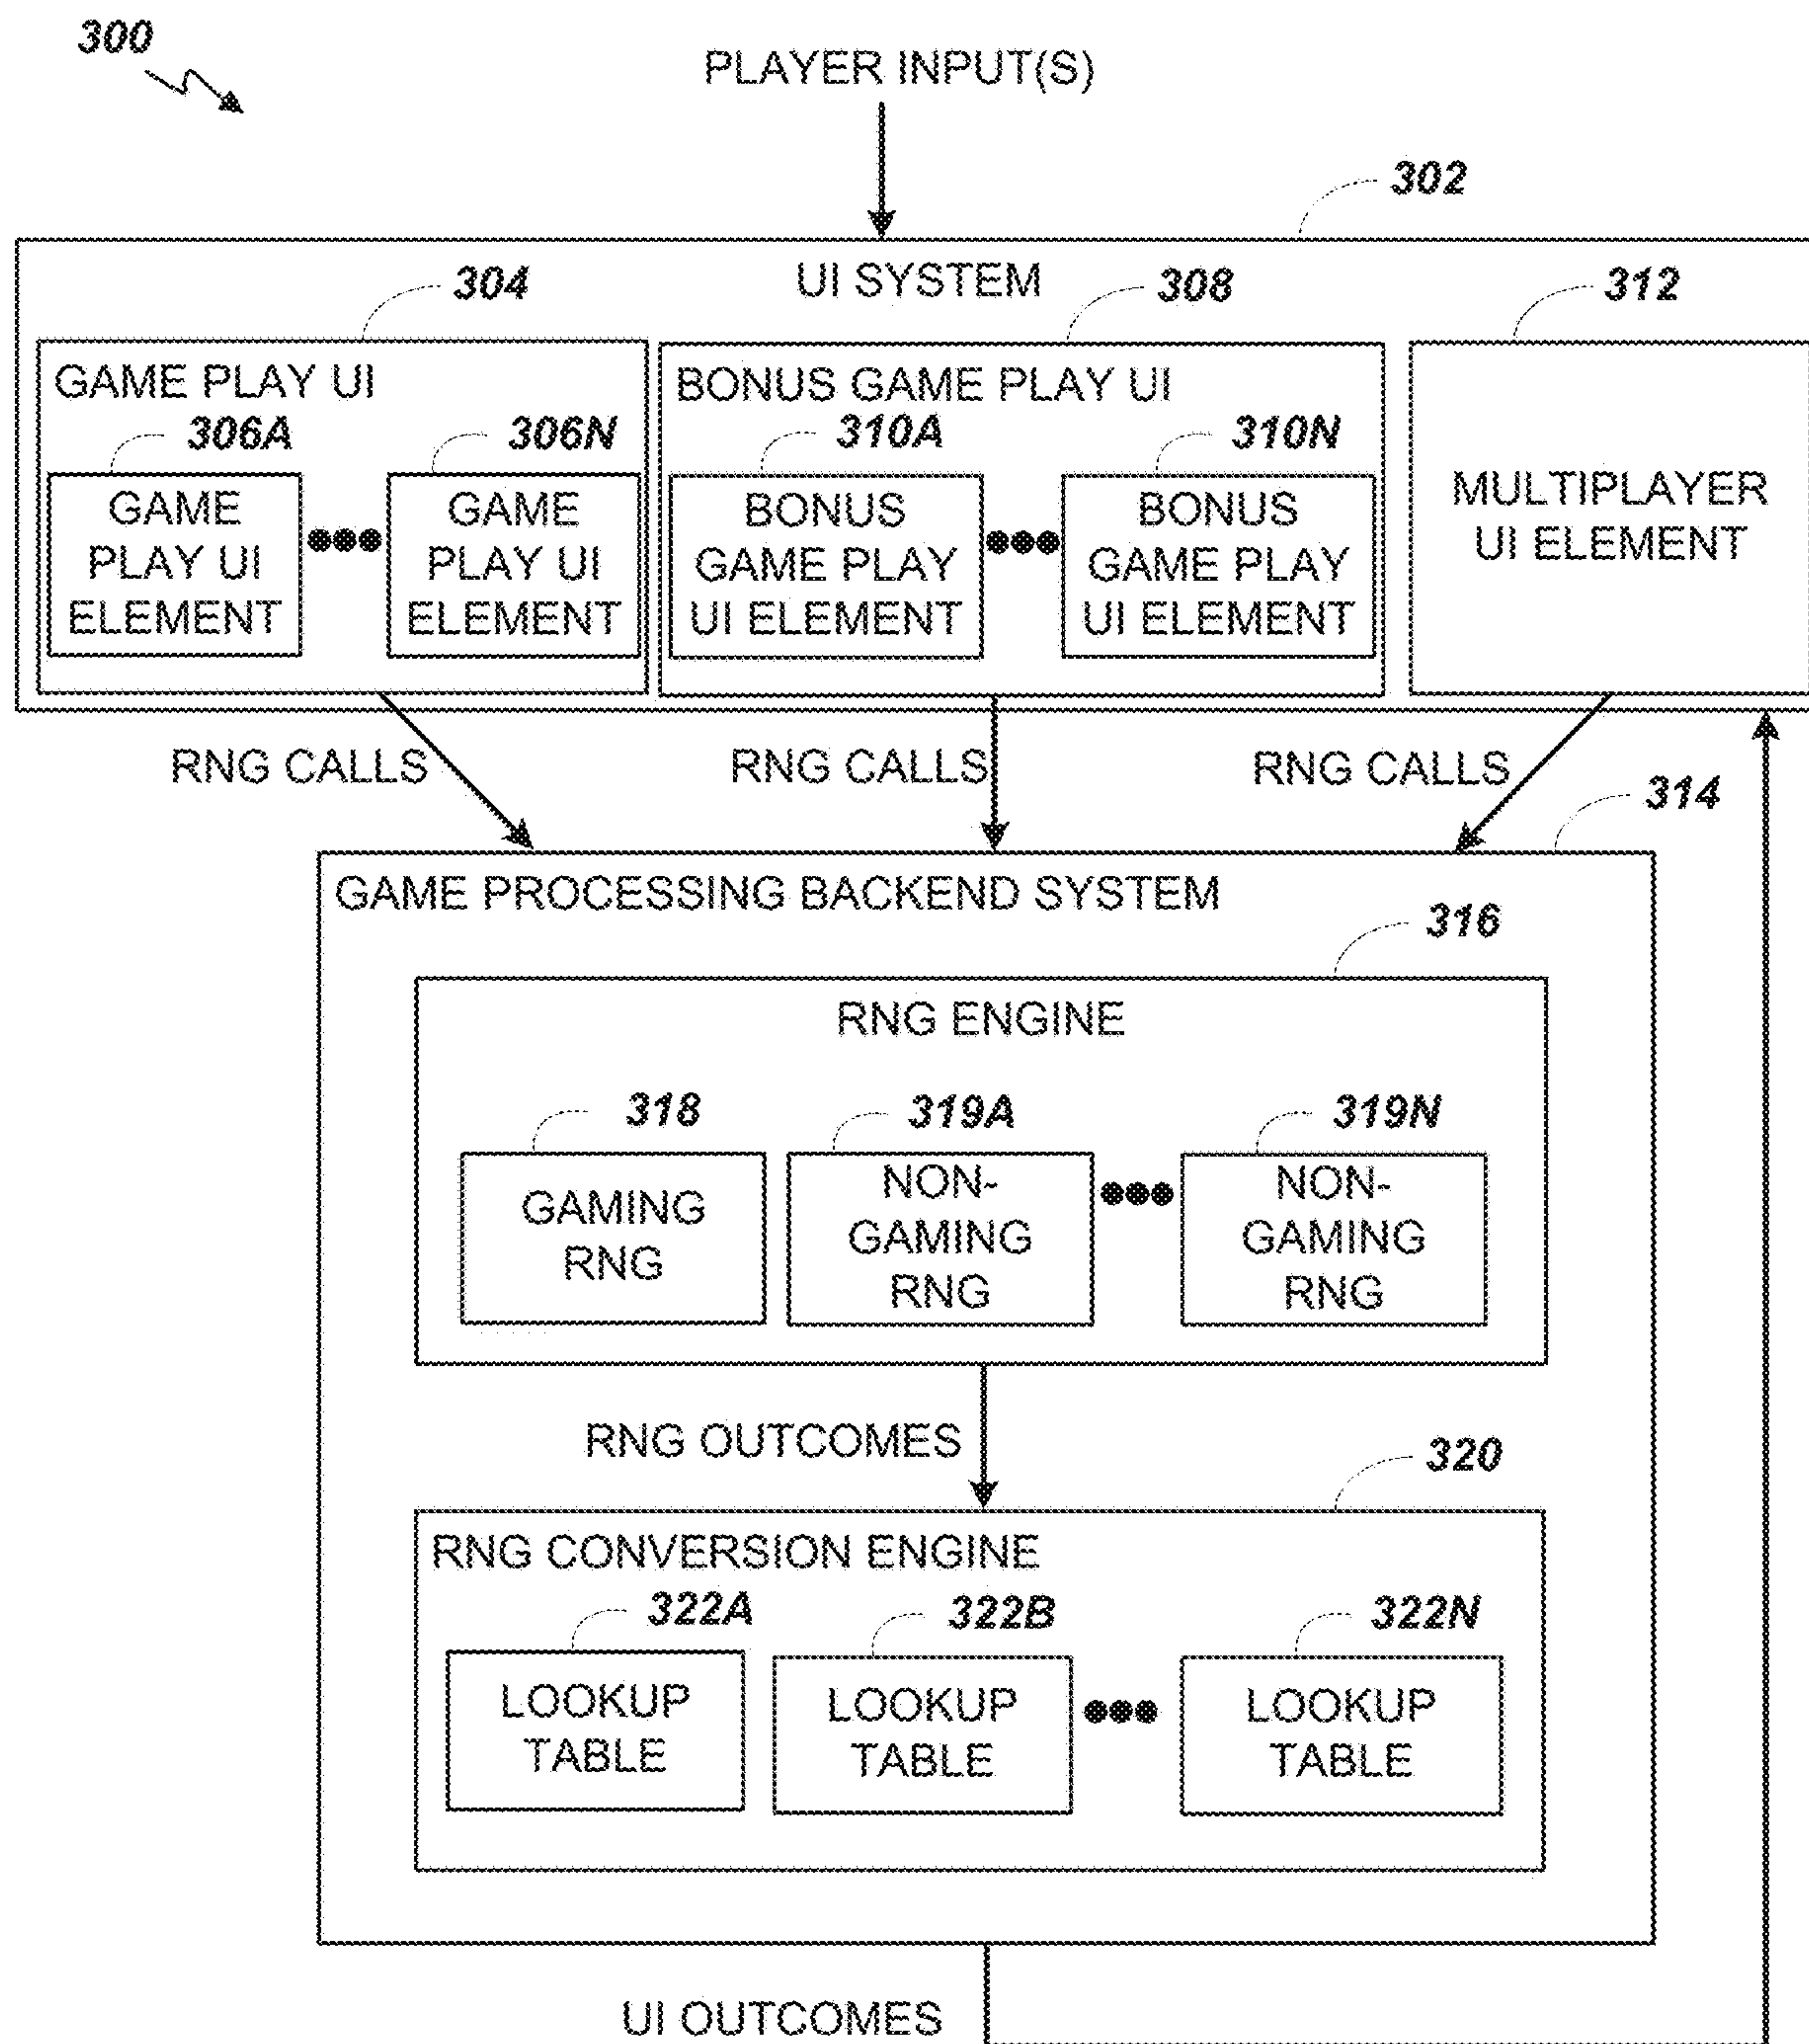 300
PLAYER INPUT(S)
302
UI SYSTEM
304
308
312
GAME PLAY UI
BONUS GAME PLAY UI
306A
306N
310A
310N
GAME
PLAY UI
ELEMENT
GAME
PLAY UI
ELEMENT
BONUS
GAME PLAY
UI ELEMENT
BONUS
GAME PLAY
UI ELEMENT
MULTIPLAYER
UI ELEMENT
RNG CALLS
RNG CALLS
RNG CALLS
314
GAME PROCESSING BACKEND SYSTEM
316
RNG ENGINE
318
319A
319N
GAMING
RNG
NON-
GAMING
RNG
NON-
GAMING
RNG
RNG OUTCOMES
320
RNG CONVERSION ENGINE
322A
322B
322N
LOOKUP
TABLE
LOOKUP
TABLE
LOOKUP
TABLE
UI OUTCOMES